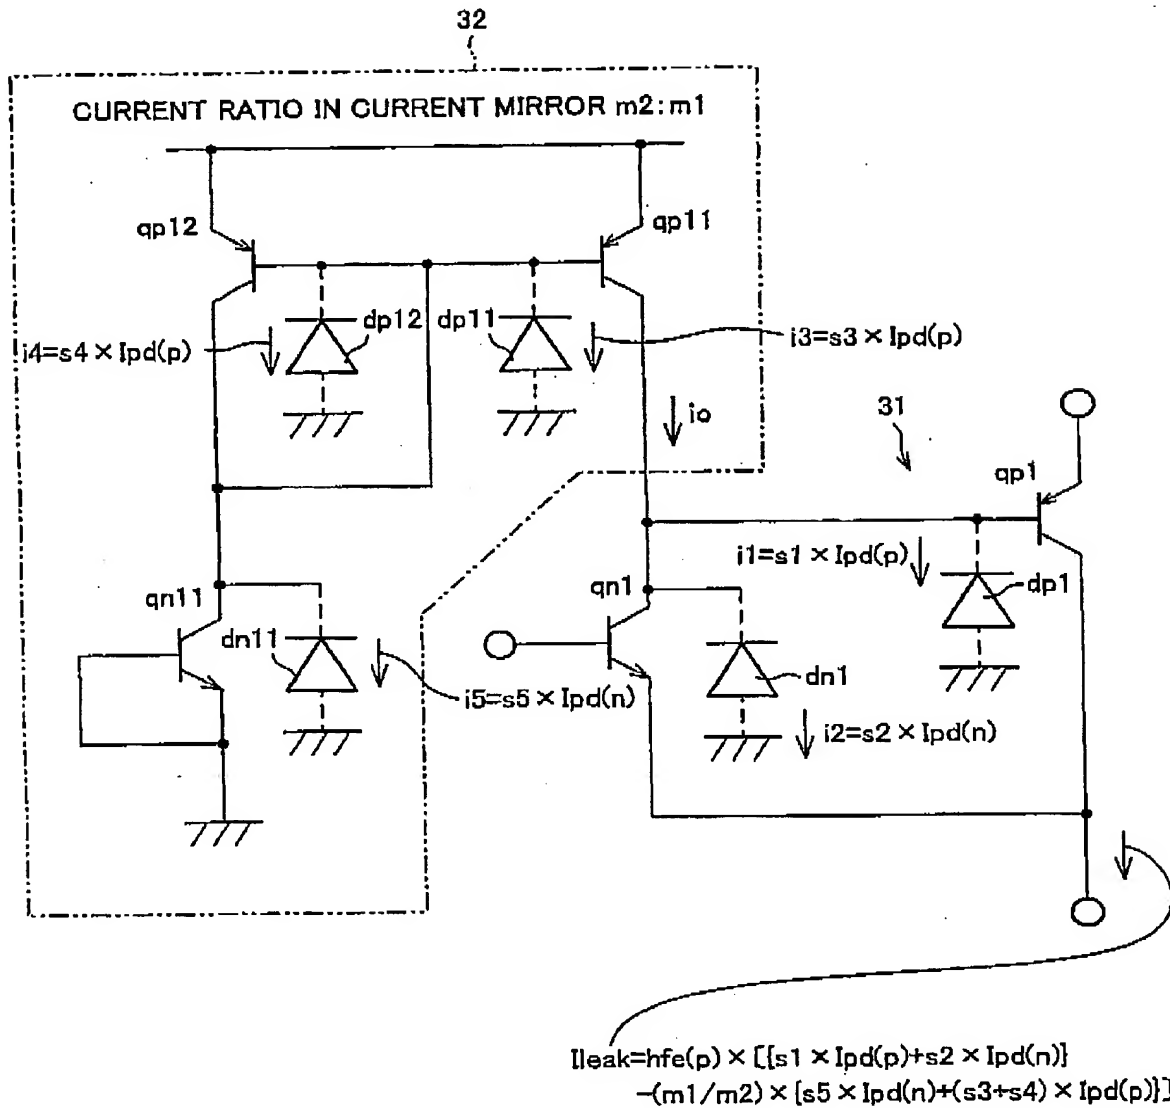 32
CURRENT RATIO IN CURRENT MIRROR m2:m1
qp12
qp11
dp12
dp11
i4=s4 × Ipd(p)
i3=s3 × Ipd(p)
io
31
qp1
i1=s1 × Ipd(p)
dp1
qn11
qn1
dn11
dn1
i5=s5 × Ipd(n)
i2=s2 × Ipd(n)
Ileak=hfe(p) × [{s1 × Ipd(p)+s2 × Ipd(n)}
-(m1/m2) × {s5 × Ipd(n)+(s3+s4) × Ipd(p)}]